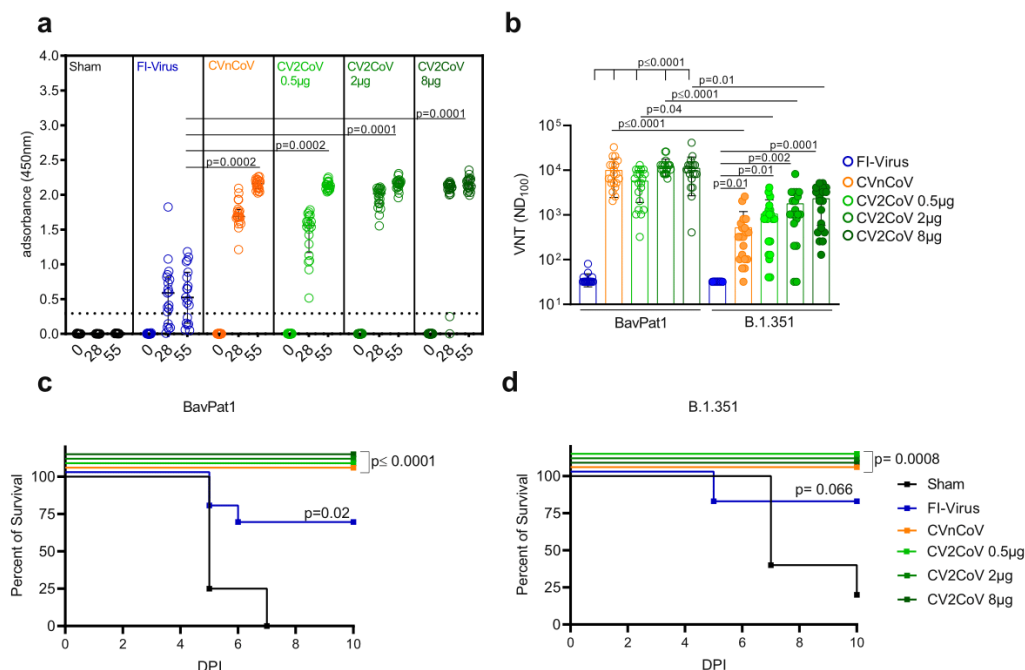 a
4.0
3.5
3.0
2.5
2.0
1.5
1.0
0.5
0.0
adsorbance (450nm)
Sham
FI-Virus
CVnCoV
CV2CoV
0.5µg
CV2CoV
2µg
CV2CoV
8µg
p=0.0001
p=0.0001
p=0.0002
p=0.0002
0 28 55 0 28 55 0 28 55 0 28 55 0 28 55 0 28 55
b
p≤0.0001
p=0.01
p≤0.0001
p=0.04
p≤0.0001
p=0.0001
p=0.002
p=0.01
p=0.01
10⁵
10⁴
10³
10²
10¹
VNT (ND₁₀₀)
BavPat1
B.1.351
FI-Virus
CVnCoV
CV2CoV 0.5µg
CV2CoV 2µg
CV2CoV 8µg
c
BavPat1
100
75
50
25
0
Percent of Survival
p≤ 0.0001
p=0.02
0 2 4 6 8 10
DPI
d
B.1.351
100
75
50
25
0
Percent of Survival
p= 0.0008
p= 0.066
0 2 4 6 8 10
DPI
Sham
FI-Virus
CVnCoV
CV2CoV 0.5µg
CV2CoV 2µg
CV2CoV 8µg